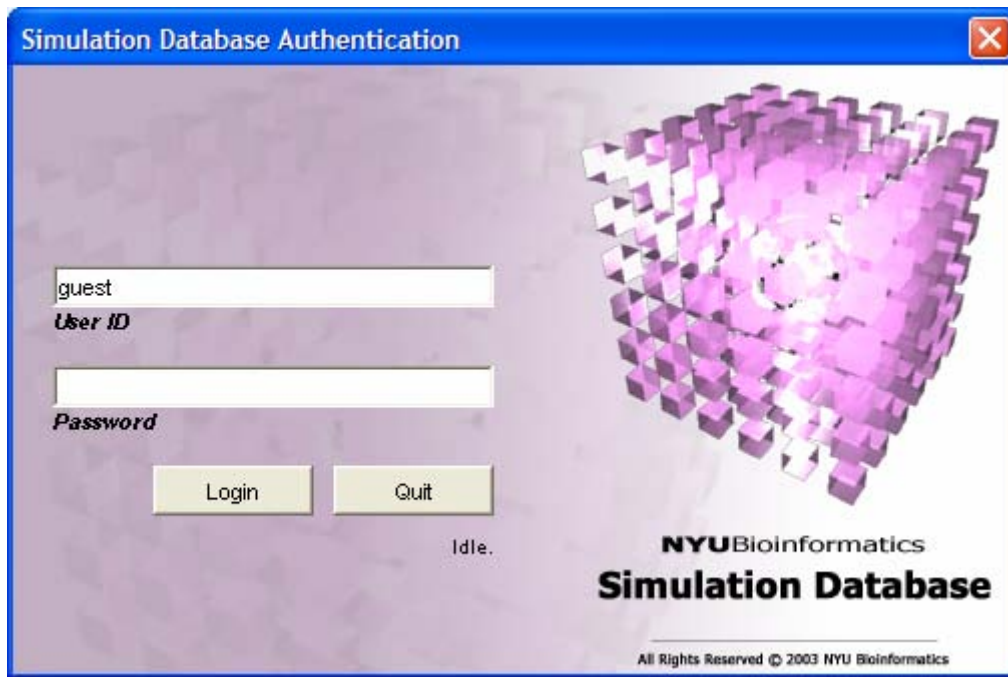 Simulation Database Authentication
guest
User ID
Password
Login Quit
Idle.
NYUBioinformatics
Simulation Database
All Rights Reserved © 2003 NYU Bioinformatics